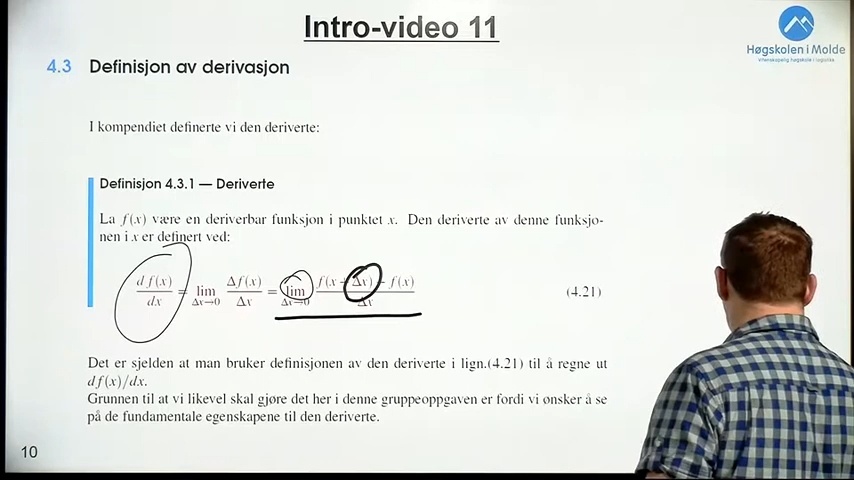 Intro-video 11
Høgskolen i Molde
Vitenskapelig høgskole i logistikk
4.3 Definisjon av derivasjon
I kompendiet definerte vi den deriverte:
Definisjon 4.3.1 — Deriverte
La f(x) være en deriverbar funksjon i punktet x. Den deriverte av denne funksjo-
nen i x er definert ved:
d f(x)/dx = lim Δx→0 Δf(x)/Δx = lim Δx→0 f(x + Δx) − f(x)/Δx (4.21)
Det er sjelden at man bruker definisjonen av den deriverte i lign.(4.21) til å regne ut
df(x)/dx.
Grunnen til at vi likevel skal gjøre det her i denne gruppeoppgaven er fordi vi ønsker å se
på de fundamentale egenskapene til den deriverte.
10